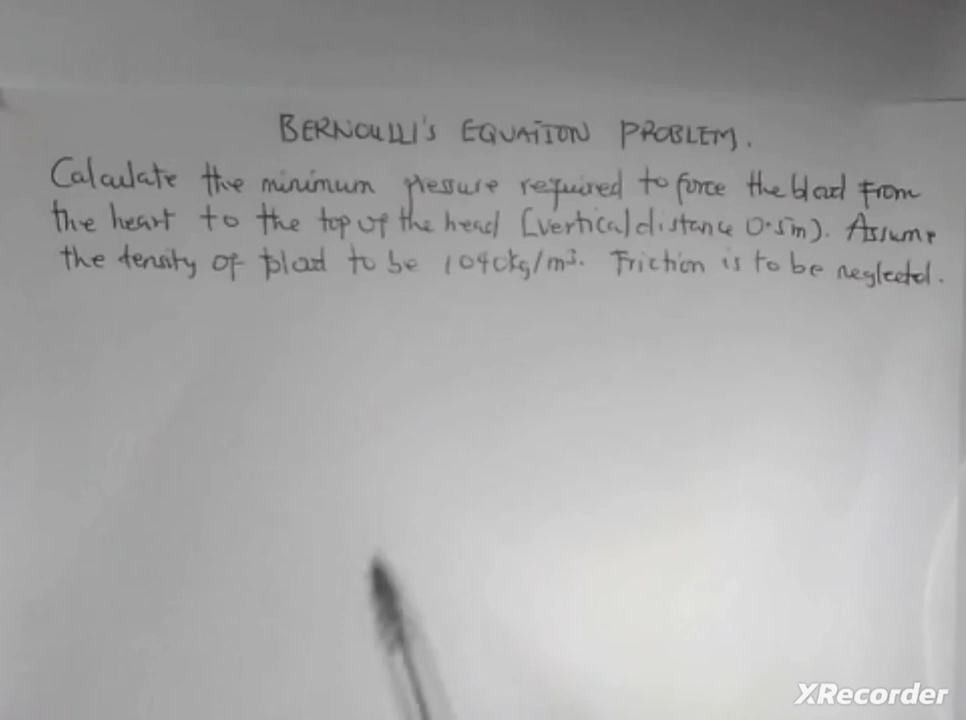 BERNOULLI'S EQUATION PROBLEM.
Calculate the minimum pressure required to force the blood from
the heart to the top of the head [vertical distance 0.5m). Assume
the density of blood to be 1040kg/m³. Friction is to be neglected.
XRecorder